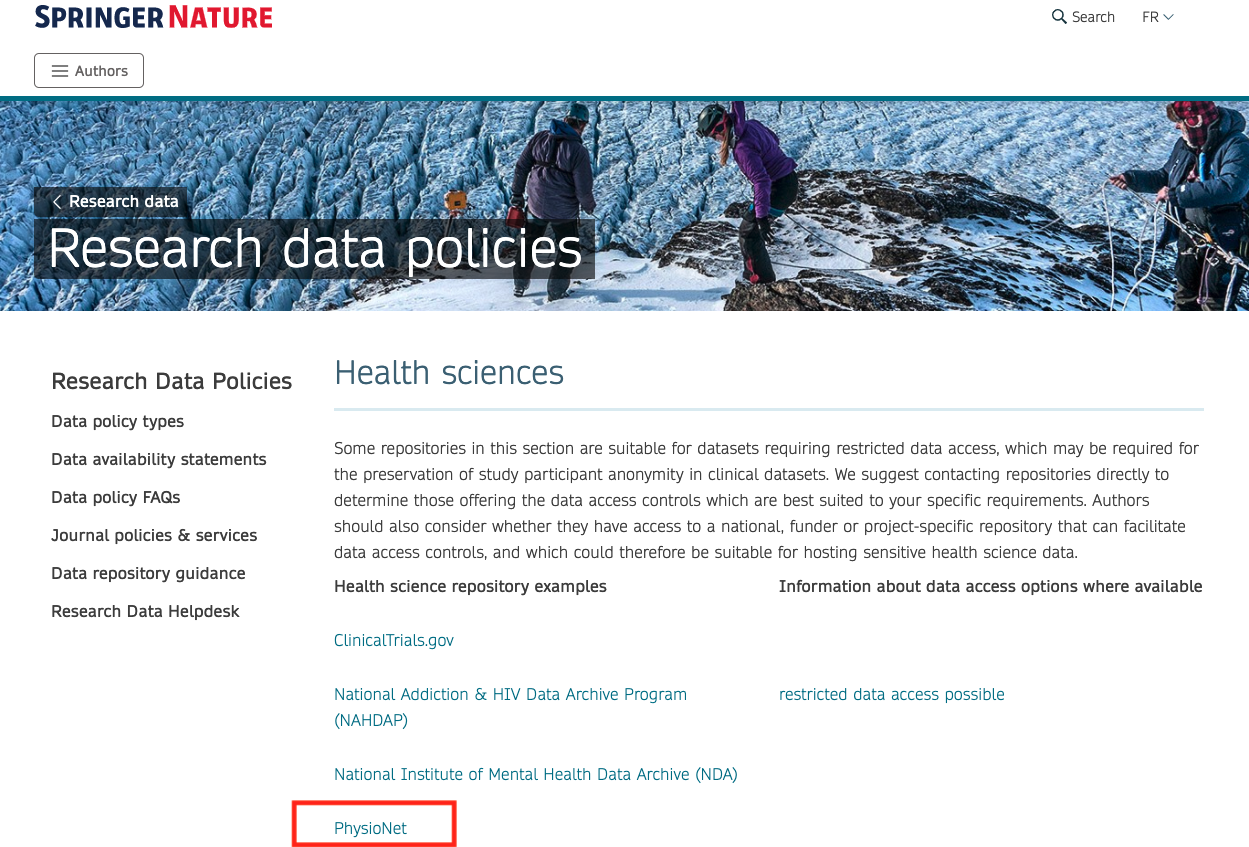 SPRINGER NATURE
Search
FR
Authors
Research data
Research data policies
Research Data Policies
Data policy types
Data availability statements
Data policy FAQs
Journal policies & services
Data repository guidance
Research Data Helpdesk
Health sciences
Some repositories in this section are suitable for datasets requiring restricted data access, which may be required for
the preservation of study participant anonymity in clinical datasets. We suggest contacting repositories directly to
determine those offering the data access controls which are best suited to your specific requirements. Authors
should also consider whether they have access to a national, funder or project-specific repository that can facilitate
data access controls, and which could therefore be suitable for hosting sensitive health science data.
Health science repository examples
Information about data access options where available
ClinicalTrials.gov
National Addiction & HIV Data Archive Program
(NAHDAP)
restricted data access possible
National Institute of Mental Health Data Archive (NDA)
PhysioNet